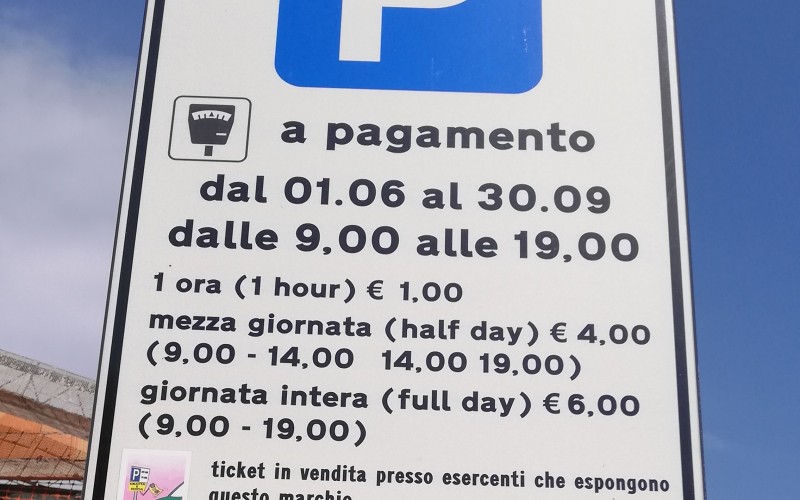 P
a pagamento
dal 01.06 al 30.09
dalle 9,00 alle 19,00
1 ora (1 hour) € 1,00
mezza giornata (half day) € 4,00
(9,00 - 14,00 14,00 19,00)
giornata intera (full day) € 6,00
(9,00 - 19,00)
ticket in vendita presso esercenti che espongono
questo marchio